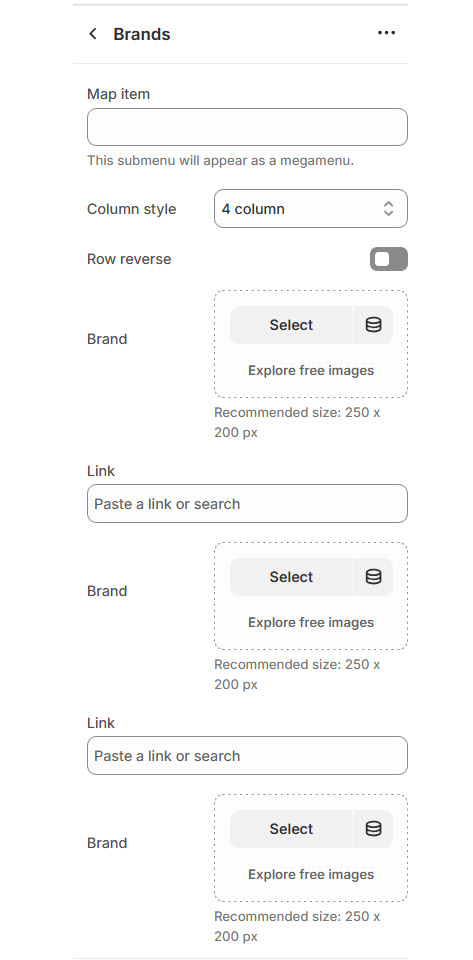 Brands
Map item
This submenu will appear as a megamenu.
Column style
4 column
Row reverse
Brand
Select
Explore free images
Recommended size: 250 x
200 px
Link
Paste a link or search
Brand
Select
Explore free images
Recommended size: 250 x
200 px
Link
Paste a link or search
Brand
Select
Explore free images
Recommended size: 250 x
200 px